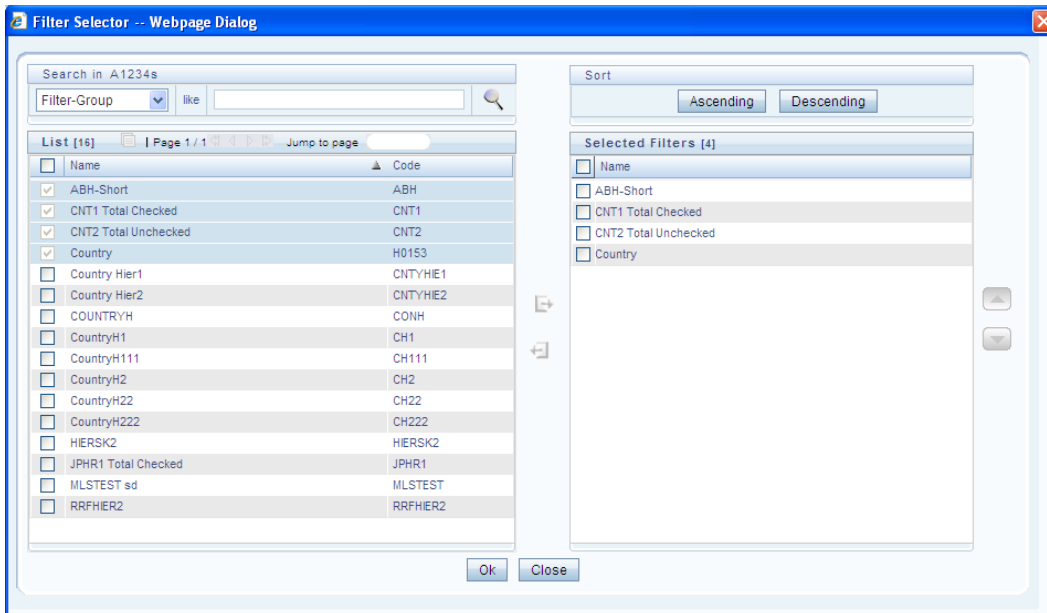 Filter Selector -- Webpage Dialog
Search in A1234s
Filter-Group like
List [16] | Page 1 / 1 Jump to page
Name Code
ABH-Short ABH
CNT1 Total Checked CNT1
CNT2 Total Unchecked CNT2
Country H0153
Country Hier1 CNTYHIE1
Country Hier2 CNTYHIE2
COUNTRYH CONH
CountryH1 CH1
CountryH111 CH111
CountryH2 CH2
CountryH22 CH22
CountryH222 CH222
HIERSK2 HIERSK2
JPHR1 Total Checked JPHR1
MLSTEST sd MLSTEST
RRFHIER2 RRFHIER2
Sort
Ascending Descending
Selected Filters [4]
Name
ABH-Short
CNT1 Total Checked
CNT2 Total Unchecked
Country
Ok Close